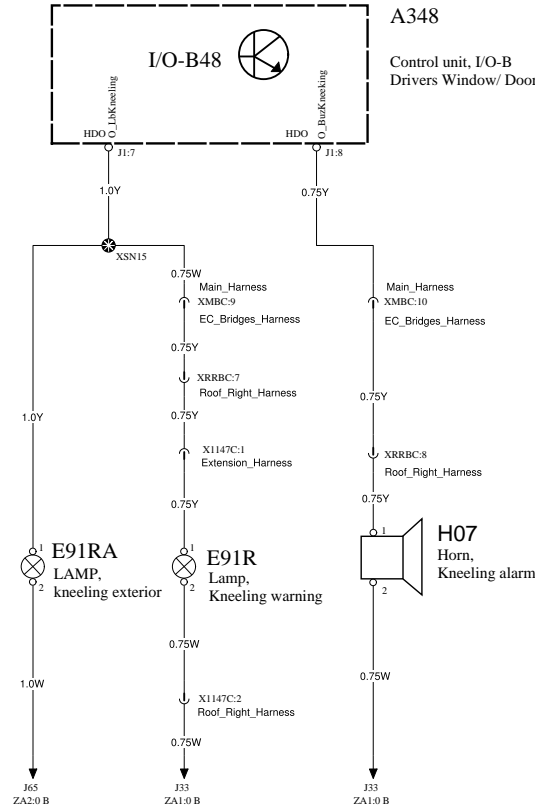 A348
I/O-B48
Control unit, I/O-B
Drivers Window/ Door
O_LbKneeling
HDO
O_BuzKneeking
HDO
J1:7
J1:8
1.0Y
0.75Y
XSN15
0.75W
Main_Harness
XMBC:9
EC_Bridges_Harness
Main_Harness
XMBC:10
EC_Bridges_Harness
0.75Y
XRRBC:7
Roof_Right_Harness
0.75Y
1.0Y
0.75Y
X1147C:1
Extension_Harness
XRRBC:8
Roof_Right_Harness
0.75Y
0.75Y
1
E91RA
LAMP,
kneeling exterior
2
1
E91R
Lamp,
Kneeling warning
2
1
H07
Horn,
Kneeling alarm
2
0.75W
1.0W
0.75W
X1147C:2
Roof_Right_Harness
0.75W
J65
ZA2:0 B
J33
ZA1:0 B
J33
ZA1:0 B